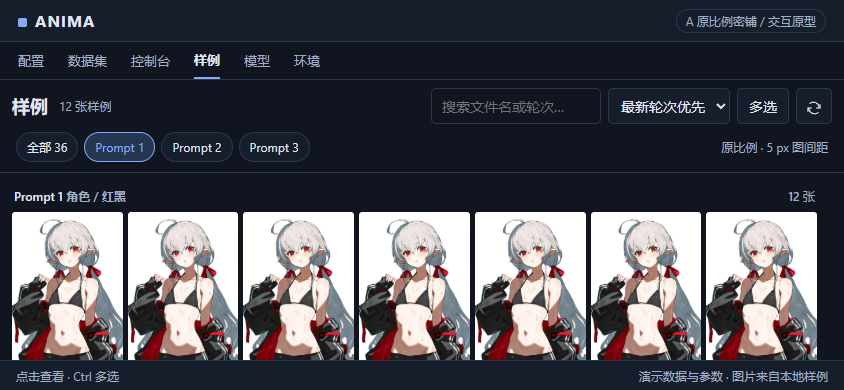 ANIMA
A 原比例密铺 / 交互原型
配置 数据集 控制台 样例 模型 环境
样例 12 张样例 搜索文件名或轮次... 最新轮次优先 多选
全部 36 Prompt 1 Prompt 2 Prompt 3 原比例 · 5 px 图间距
Prompt 1 角色 / 红黑 12 张
点击查看 · Ctrl 多选 演示数据与参数 · 图片来自本地样例